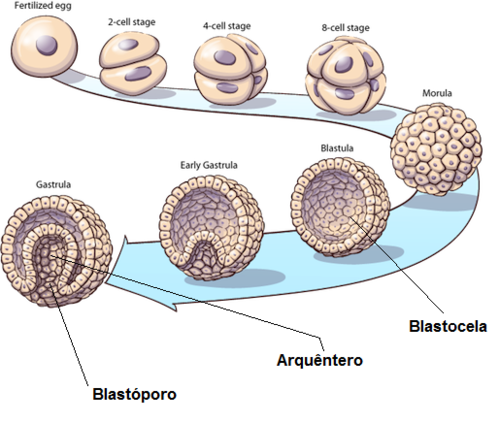 Fertilized egg
2-cell stage
4-cell stage
8-cell stage
Morula
Blastula
Early Gastrula
Gastrula
Blastocela
Arquêntero
Blastóporo